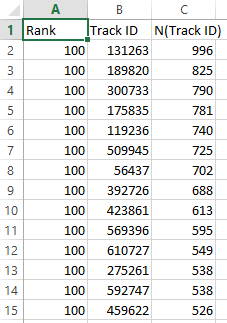 A B C
1 Rank Track ID N(Track ID)
2 100 131263 996
3 100 189820 825
4 100 300733 790
5 100 175835 781
6 100 119236 740
7 100 509945 725
8 100 56437 702
9 100 392726 688
10 100 423861 613
11 100 569396 595
12 100 610727 549
13 100 275261 538
14 100 592747 538
15 100 459622 526